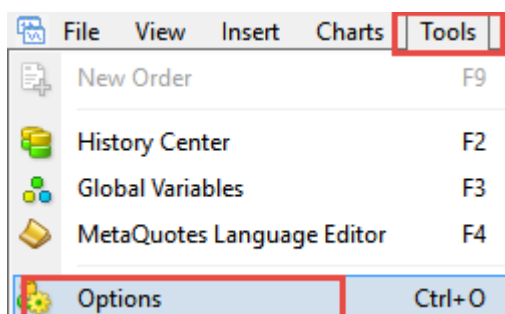 File View Insert Charts Tools
New Order F9
History Center F2
Global Variables F3
MetaQuotes Language Editor F4
Options Ctrl+O